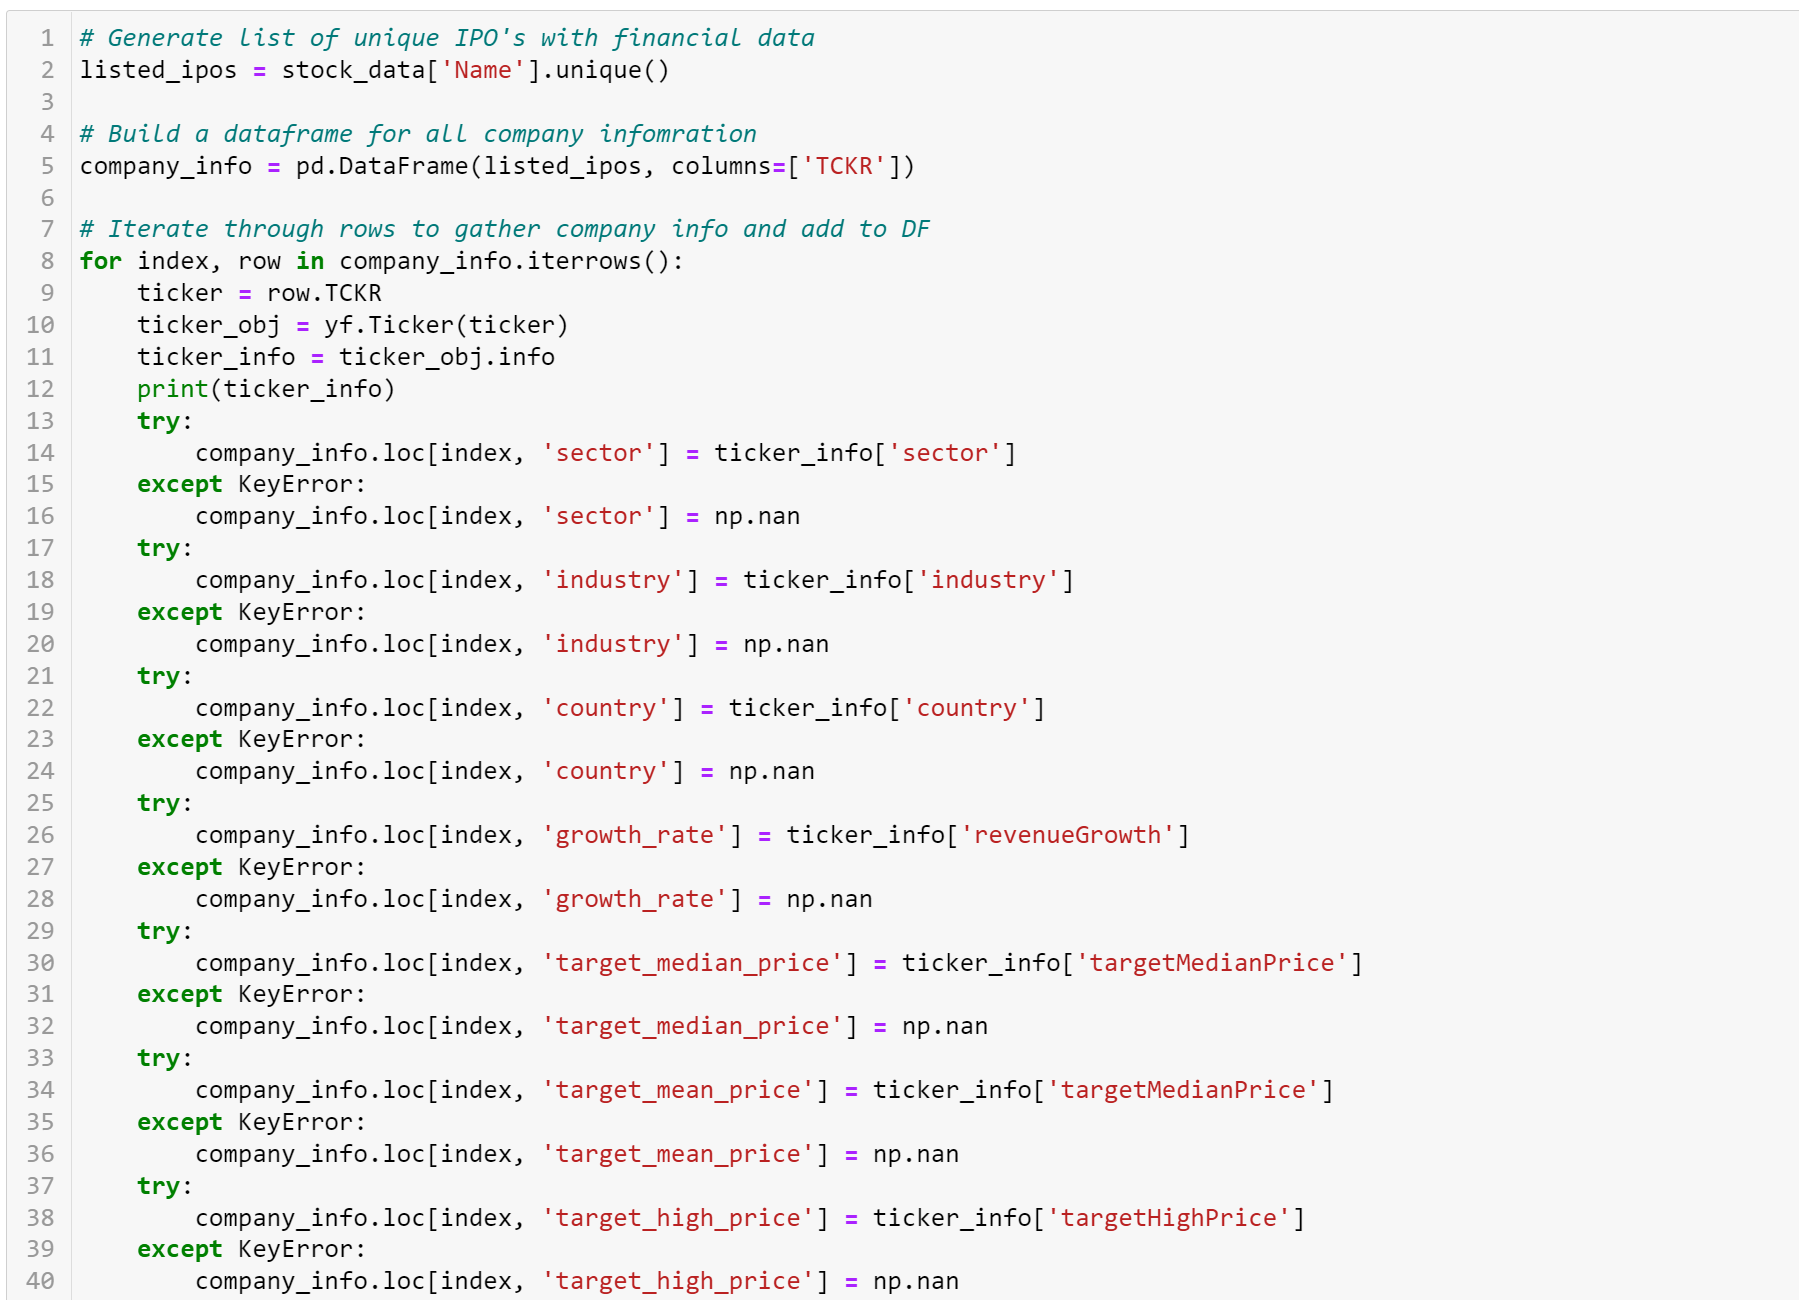 1 # Generate list of unique IPO's with financial data
2 listed_ipos = stock_data['Name'].unique()
3
4 # Build a dataframe for all company infomration
5 company_info = pd.DataFrame(listed_ipos, columns=['TCKR'])
6
7 # Iterate through rows to gather company info and add to DF
8 for index, row in company_info.iterrows():
9     ticker = row.TCKR
10     ticker_obj = yf.Ticker(ticker)
11     ticker_info = ticker_obj.info
12     print(ticker_info)
13     try:
14         company_info.loc[index, 'sector'] = ticker_info['sector']
15     except KeyError:
16         company_info.loc[index, 'sector'] = np.nan
17     try:
18         company_info.loc[index, 'industry'] = ticker_info['industry']
19     except KeyError:
20         company_info.loc[index, 'industry'] = np.nan
21     try:
22         company_info.loc[index, 'country'] = ticker_info['country']
23     except KeyError:
24         company_info.loc[index, 'country'] = np.nan
25     try:
26         company_info.loc[index, 'growth_rate'] = ticker_info['revenueGrowth']
27     except KeyError:
28         company_info.loc[index, 'growth_rate'] = np.nan
29     try:
30         company_info.loc[index, 'target_median_price'] = ticker_info['targetMedianPrice']
31     except KeyError:
32         company_info.loc[index, 'target_median_price'] = np.nan
33     try:
34         company_info.loc[index, 'target_mean_price'] = ticker_info['targetMedianPrice']
35     except KeyError:
36         company_info.loc[index, 'target_mean_price'] = np.nan
37     try:
38         company_info.loc[index, 'target_high_price'] = ticker_info['targetHighPrice']
39     except KeyError:
40         company_info.loc[index, 'target_high_price'] = np.nan